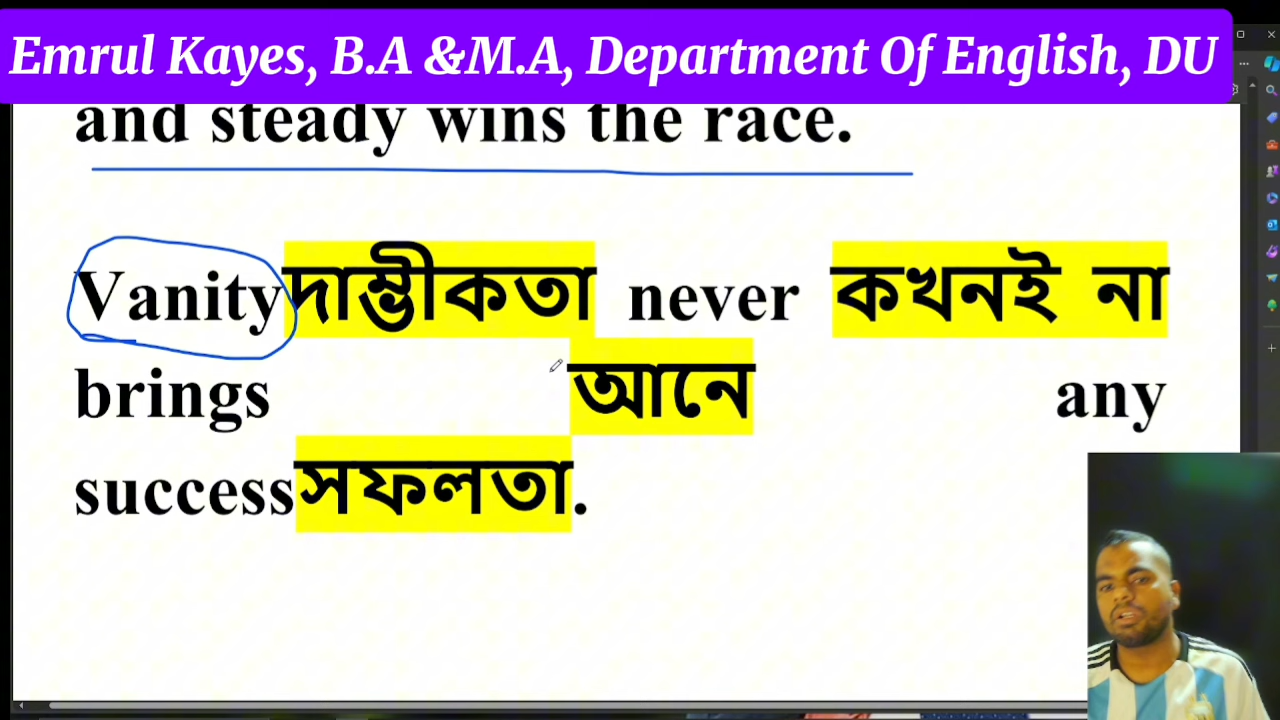 Emrul Kayes, B.A &M.A, Department Of English, DU
and steady wins the race.
Vanityদাম্ভীকতা never কখনই না
brings আনে any
successসফলতা.